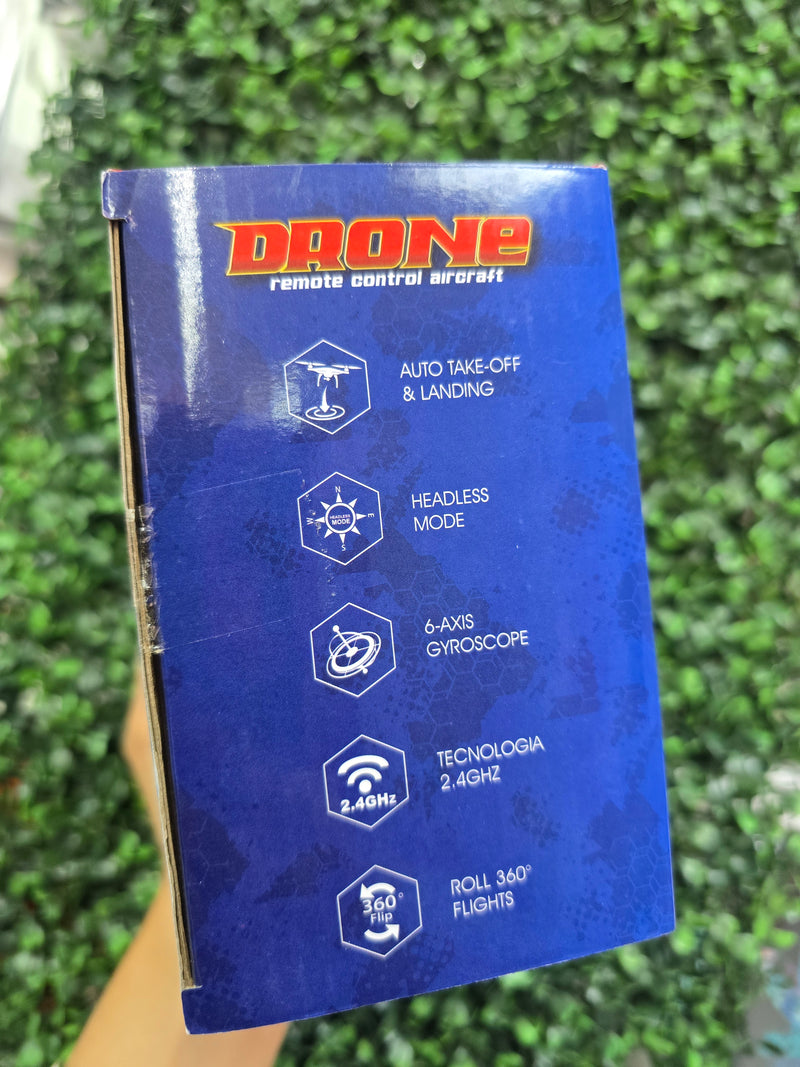 DRONE
remote control aircraft
AUTO TAKE-OFF
& LANDING
N
W
HEADLESS
MODE
E
S
HEADLESS
MODE
6-AXIS
GYROSCOPE
2.4GHz
TECNOLOGIA
2.4GHZ
360°
Flip
ROLL 360°
FLIGHTS